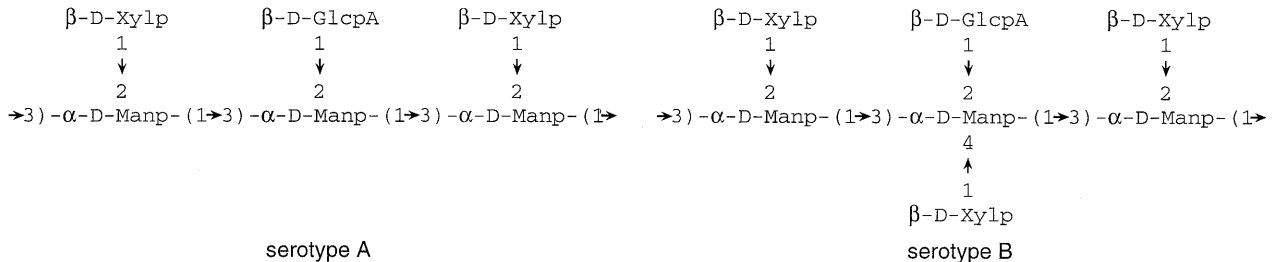 β-D-Xylp β-D-GlcpA β-D-Xylp β-D-Xylp β-D-GlcpA β-D-Xylp
1 1 1 1 1 1
↓ ↓ ↓ ↓ ↓ ↓
2 2 2 2 2 2
→3)-α-D-Manp-(1→3)-α-D-Manp-(1→3)-α-D-Manp-(1→ →3)-α-D-Manp-(1→3)-α-D-Manp-(1→3)-α-D-Manp-(1→
4
↑
1
β-D-Xylp
serotype A serotype B